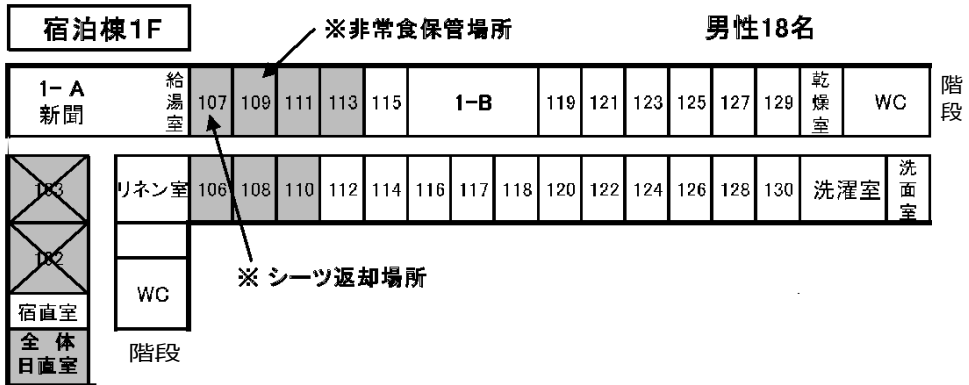 宿泊棟1F
※非常食保管場所
男性18名
1- A
新聞
給湯室
107
109
111
113
115
1-B
119
121
123
125
127
129
乾燥室
WC
階段
103
リネン室
106
108
110
112
114
116
117
118
120
122
124
126
128
130
洗濯室
洗面室
102
※ シーツ返却場所
WC
宿直室
全 体
日直室
階段